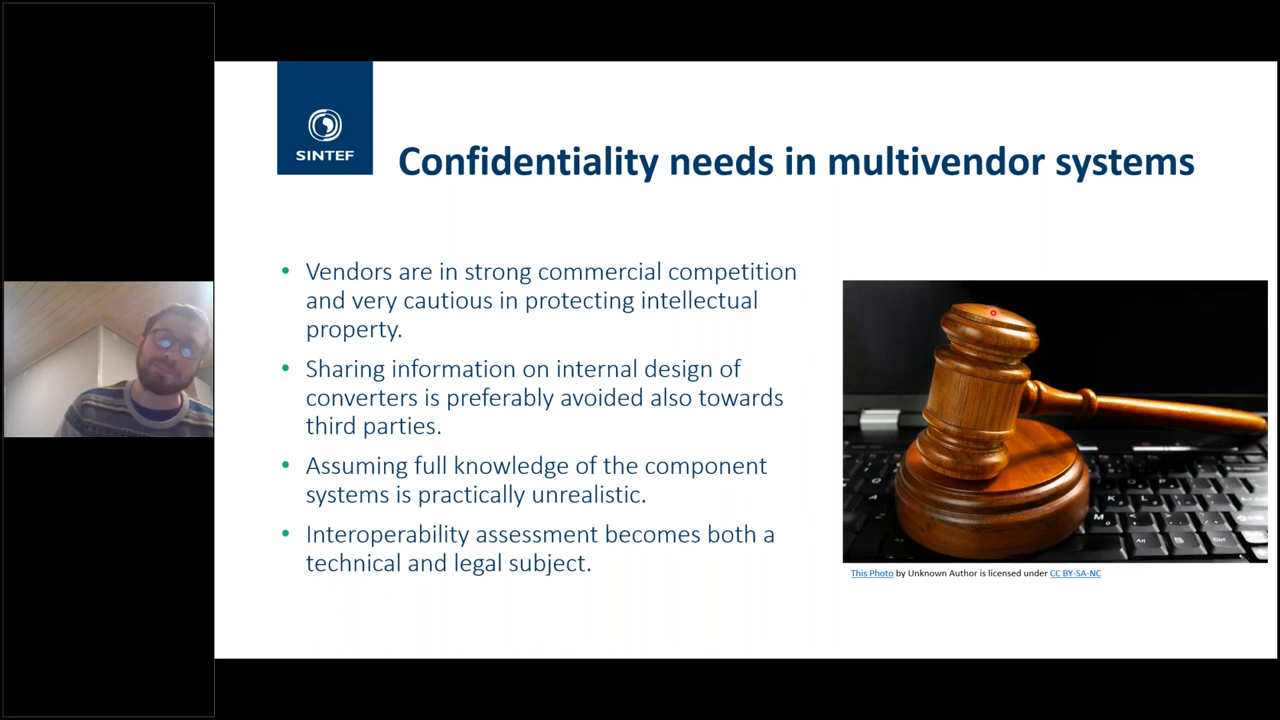 SINTEF
Confidentiality needs in multivendor systems
• Vendors are in strong commercial competition
and very cautious in protecting intellectual
property.
• Sharing information on internal design of
converters is preferably avoided also towards
third parties.
• Assuming full knowledge of the component
systems is practically unrealistic.
• Interoperability assessment becomes both a
technical and legal subject.
This Photo by Unknown Author is licensed under CC BY-SA-NC